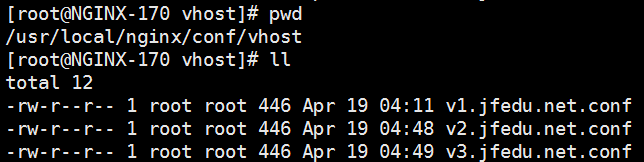 [root@NGINX-170 vhost]# pwd
/usr/local/nginx/conf/vhost
[root@NGINX-170 vhost]# ll
total 12
-rw-r--r-- 1 root root 446 Apr 19 04:11 v1.jfedu.net.conf
-rw-r--r-- 1 root root 446 Apr 19 04:48 v2.jfedu.net.conf
-rw-r--r-- 1 root root 446 Apr 19 04:49 v3.jfedu.net.conf